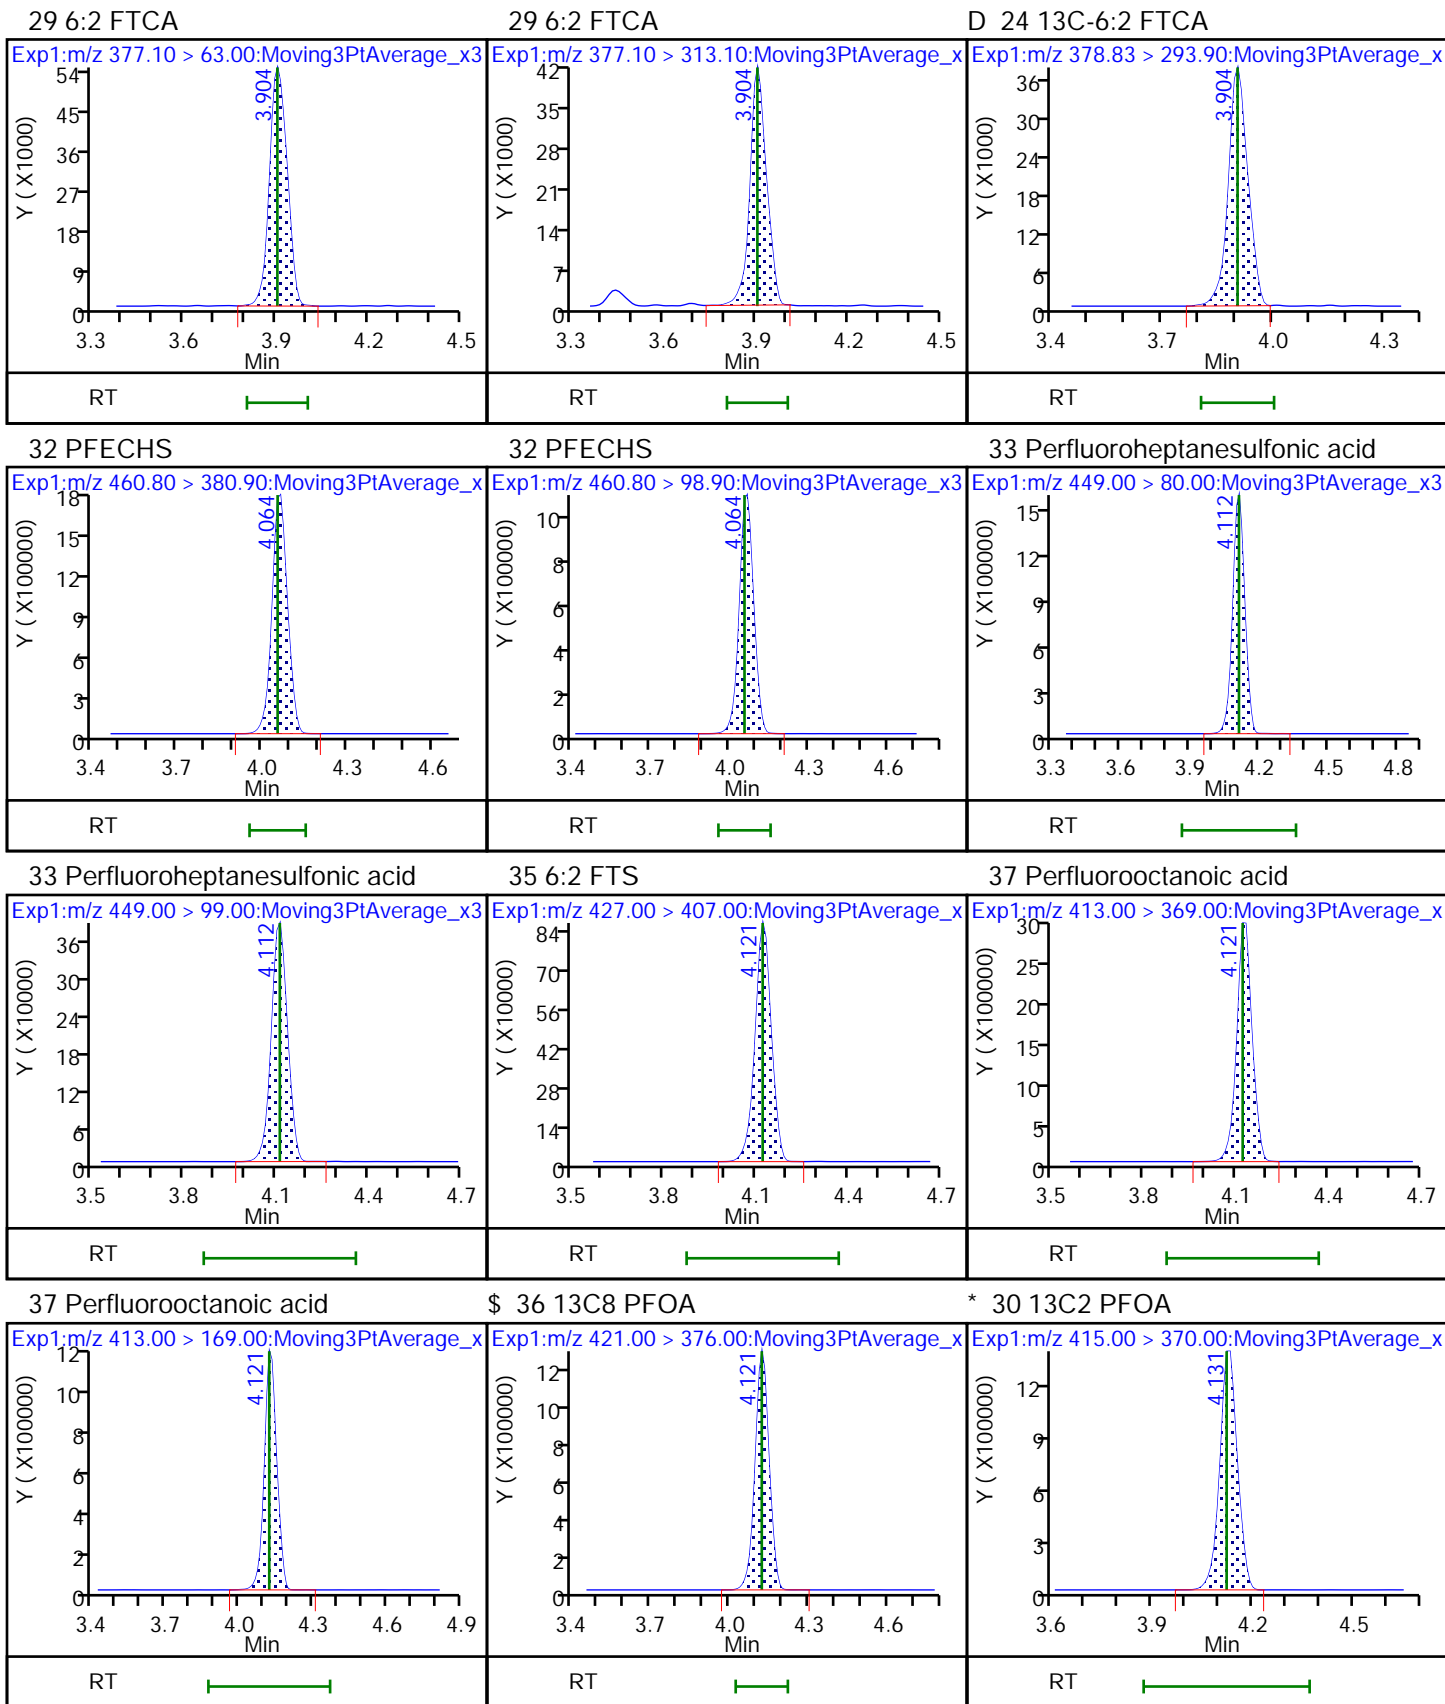 29 6:2 FTCA
Exp1:m/z 377.10 > 63.00:Moving3PtAverage_x3
Y ( X1000)
54
45
36
27
18
9
0
3.904
3.3 3.6 3.9 4.2 4.5
Min
RT
29 6:2 FTCA
Exp1:m/z 377.10 > 313.10:Moving3PtAverage_x
Y ( X1000)
42
35
28
21
14
7
0
3.904
3.3 3.6 3.9 4.2 4.5
Min
RT
D 24 13C-6:2 FTCA
Exp1:m/z 378.83 > 293.90:Moving3PtAverage_x
Y ( X1000)
36
30
24
18
12
6
0
3.904
3.4 3.7 4.0 4.3
Min
RT
32 PFECHS
Exp1:m/z 460.80 > 380.90:Moving3PtAverage_x
Y ( X100000)
18
15
12
9
6
3
0
4.064
3.4 3.7 4.0 4.3 4.6
Min
RT
32 PFECHS
Exp1:m/z 460.80 > 98.90:Moving3PtAverage_x3
Y ( X100000)
10
8
6
4
2
0
4.064
3.4 3.7 4.0 4.3 4.6
Min
RT
33 Perfluoroheptanesulfonic acid
Exp1:m/z 449.00 > 80.00:Moving3PtAverage_x3
Y ( X100000)
15
12
9
6
3
0
4.112
3.3 3.6 3.9 4.2 4.5 4.8
Min
RT
33 Perfluoroheptanesulfonic acid
Exp1:m/z 449.00 > 99.00:Moving3PtAverage_x3
Y ( X10000)
36
30
24
18
12
6
0
4.112
3.5 3.8 4.1 4.4 4.7
Min
RT
35 6:2 FTS
Exp1:m/z 427.00 > 407.00:Moving3PtAverage_x
Y ( X10000)
84
70
56
42
28
14
0
4.121
3.5 3.8 4.1 4.4 4.7
Min
RT
37 Perfluorooctanoic acid
Exp1:m/z 413.00 > 369.00:Moving3PtAverage_x
Y ( X100000)
30
25
20
15
10
5
0
4.121
3.5 3.8 4.1 4.4 4.7
Min
RT
37 Perfluorooctanoic acid
Exp1:m/z 413.00 > 169.00:Moving3PtAverage_x
Y ( X100000)
12
10
8
6
4
2
0
4.121
3.4 3.7 4.0 4.3 4.6 4.9
Min
RT
$ 36 13C8 PFOA
Exp1:m/z 421.00 > 376.00:Moving3PtAverage_x
Y ( X100000)
12
10
8
6
4
2
0
4.121
3.4 3.7 4.0 4.3 4.6
Min
RT
* 30 13C2 PFOA
Exp1:m/z 415.00 > 370.00:Moving3PtAverage_x
Y ( X100000)
12
9
6
3
0
4.131
3.6 3.9 4.2 4.5
Min
RT